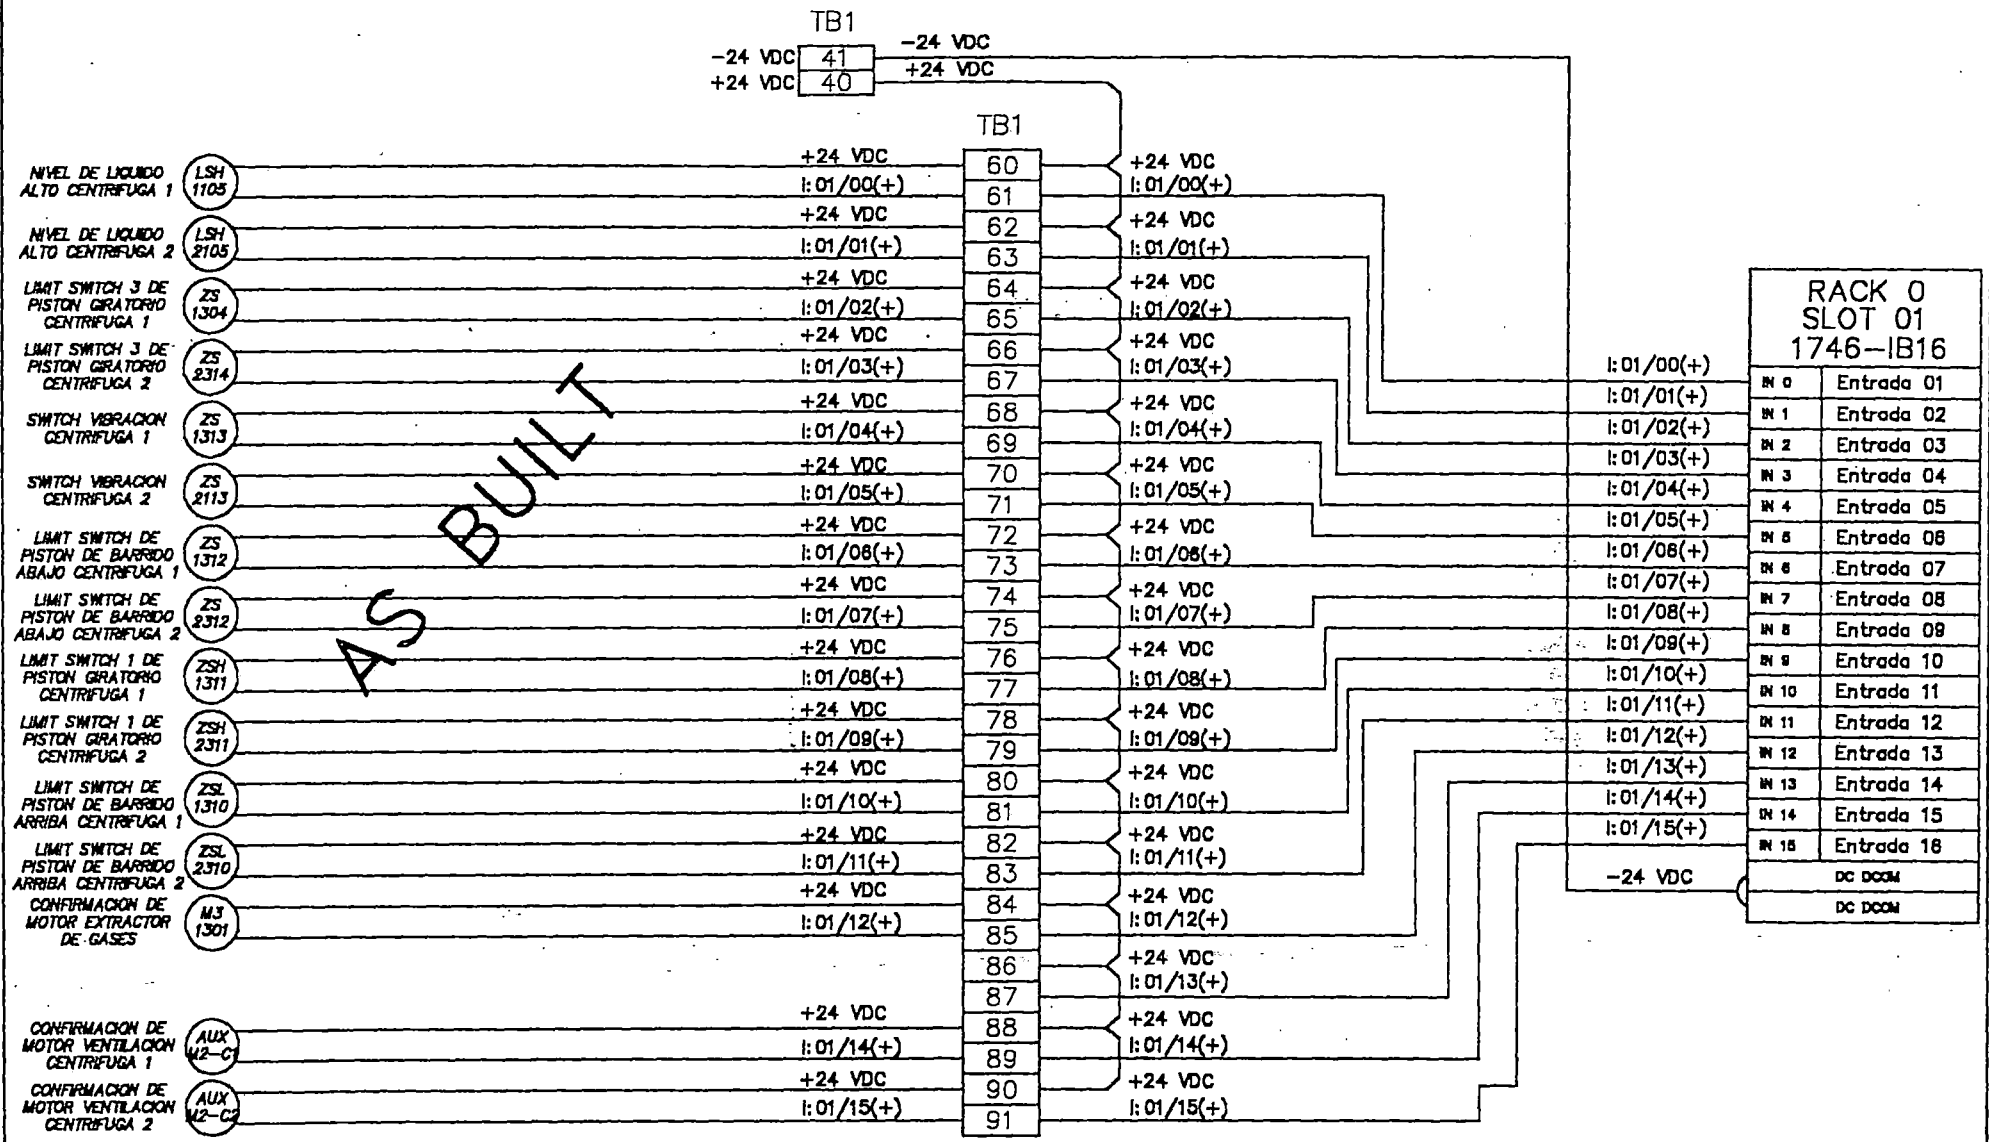 TB1
-24 VDC 41 -24 VDC
+24 VDC 40 +24 VDC
TB1
NIVEL DE LIQUIDO
ALTO CENTRIFUGA 1
LSH
1105
+24 VDC 60 +24 VDC
I:01/00(+) 61 I:01/00(+)
NIVEL DE LIQUIDO
ALTO CENTRIFUGA 2
LSH
2105
+24 VDC 62 +24 VDC
I:01/01(+) 63 I:01/01(+)
LIMIT SWITCH 3 DE
PISTON GIRATORIO
CENTRIFUGA 1
ZS
1304
+24 VDC 64 +24 VDC
I:01/02(+) 65 I:01/02(+)
LIMIT SWITCH 3 DE
PISTON GIRATORIO
CENTRIFUGA 2
ZS
2314
+24 VDC 66 +24 VDC
I:01/03(+) 67 I:01/03(+)
SWITCH VIBRACION
CENTRIFUGA 1
ZS
1313
+24 VDC 68 +24 VDC
I:01/04(+) 69 I:01/04(+)
SWITCH VIBRACION
CENTRIFUGA 2
ZS
2113
+24 VDC 70 +24 VDC
I:01/05(+) 71 I:01/05(+)
LIMIT SWITCH DE
PISTON DE BARRIDO
ABAJO CENTRIFUGA 1
ZS
1312
+24 VDC 72 +24 VDC
I:01/06(+) 73 I:01/06(+)
LIMIT SWITCH DE
PISTON DE BARRIDO
ABAJO CENTRIFUGA 2
ZS
2312
+24 VDC 74 +24 VDC
I:01/07(+) 75 I:01/07(+)
LIMIT SWITCH 1 DE
PISTON GIRATORIO
CENTRIFUGA 1
ZSH
1311
+24 VDC 76 +24 VDC
I:01/08(+) 77 I:01/08(+)
LIMIT SWITCH 1 DE
PISTON GIRATORIO
CENTRIFUGA 2
ZSH
2311
+24 VDC 78 +24 VDC
I:01/09(+) 79 I:01/09(+)
LIMIT SWITCH DE
PISTON DE BARRIDO
ARRIBA CENTRIFUGA 1
ZSL
1310
+24 VDC 80 +24 VDC
I:01/10(+) 81 I:01/10(+)
LIMIT SWITCH DE
PISTON DE BARRIDO
ARRIBA CENTRIFUGA 2
ZSL
2310
+24 VDC 82 +24 VDC
I:01/11(+) 83 I:01/11(+)
CONFIRMACION DE
MOTOR EXTRACTOR
DE GASES
M3
1301
+24 VDC 84 +24 VDC
I:01/12(+) 85 I:01/12(+)
86 +24 VDC
87 I:01/13(+)
CONFIRMACION DE
MOTOR VENTILACION
CENTRIFUGA 1
AUX
M2-C1
+24 VDC 88 +24 VDC
I:01/14(+) 89 I:01/14(+)
CONFIRMACION DE
MOTOR VENTILACION
CENTRIFUGA 2
AUX
M2-C2
+24 VDC 90 +24 VDC
I:01/15(+) 91 I:01/15(+)
AS BUILT
RACK 0
SLOT 01
1746-IB16
I:01/00(+) IN 0 Entrada 01
I:01/01(+) IN 1 Entrada 02
I:01/02(+) IN 2 Entrada 03
I:01/03(+) IN 3 Entrada 04
I:01/04(+) IN 4 Entrada 05
I:01/05(+) IN 5 Entrada 06
I:01/06(+) IN 6 Entrada 07
I:01/07(+) IN 7 Entrada 08
I:01/08(+) IN 8 Entrada 09
I:01/09(+) IN 9 Entrada 10
I:01/10(+) IN 10 Entrada 11
I:01/11(+) IN 11 Entrada 12
I:01/12(+) IN 12 Entrada 13
I:01/13(+) IN 13 Entrada 14
I:01/14(+) IN 14 Entrada 15
I:01/15(+) IN 15 Entrada 16
-24 VDC DC DCOM
DC DCOM